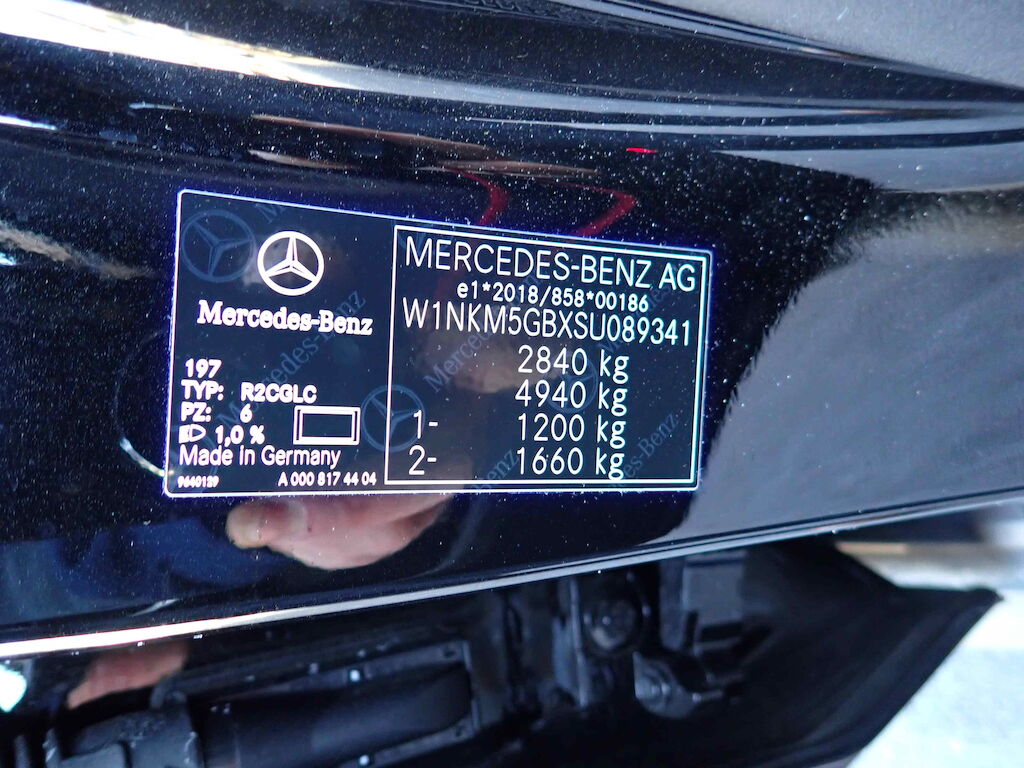 Mercedes-Benz
197
TYP: R2CGLC
PZ: 6
1,0 %
Made in Germany
9640129
A 000 817 44 04
MERCEDES-BENZ AG
e1*2018/858*00186
W1NKM5GBXSU089341
2840 kg
4940 kg
1- 1200 kg
2- 1660 kg